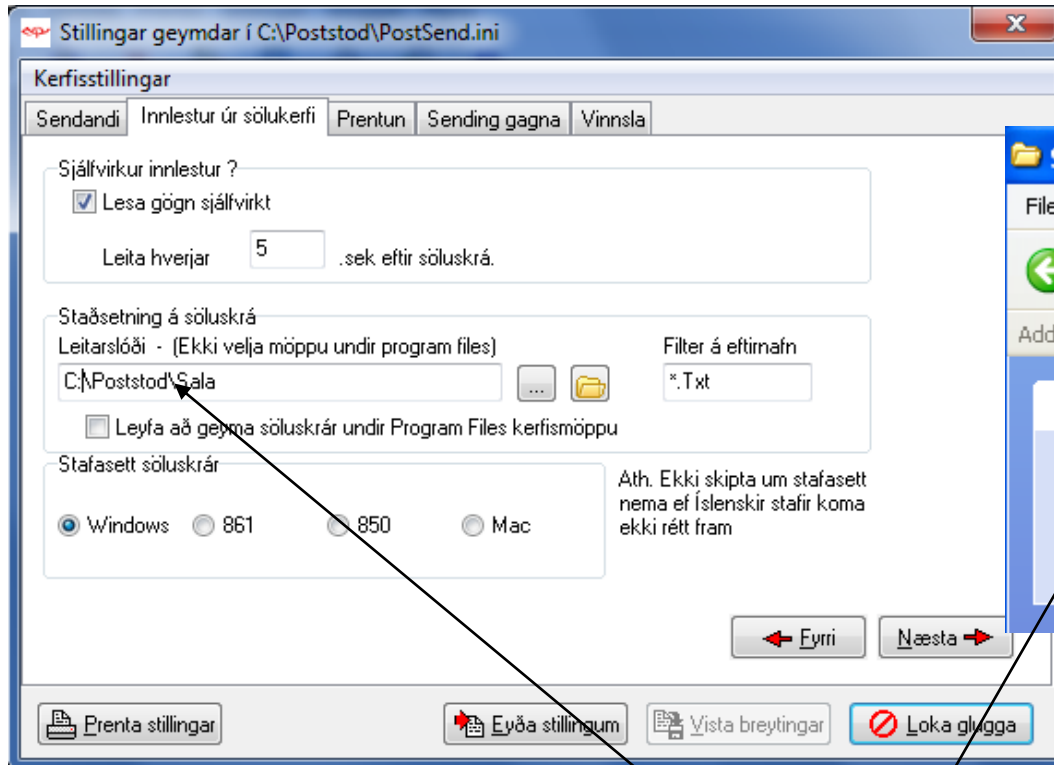 Stillingar geymdar í C:\Poststod\PostSend.ini
Kerfisstillingar
Sendandi Innlestur úr sölukerfi Prentun Sending gagna Vinnsla
Sjálfvirkur innlestur ?
Lesa gögn sjálfvirkt
Leita hverjar 5 .sek eftir söluskrá.
Staðsetning á söluskrá
Leitarslóði - (Ekki velja möppu undir program files) Filter á eftirnafn
C:\Poststod\Sala ... *.Txt
Leyfa að geyma söluskrár undir Program Files kerfismöppu
Stafasett söluskrár
Windows 861 850 Mac
Ath. Ekki skipta um stafasett
nema ef Íslenskir stafir koma
ekki rétt fram
Fyrri Næsta
Prenta stillingar Eyða stillingum Vista breytingar Loka glugga
File
Add